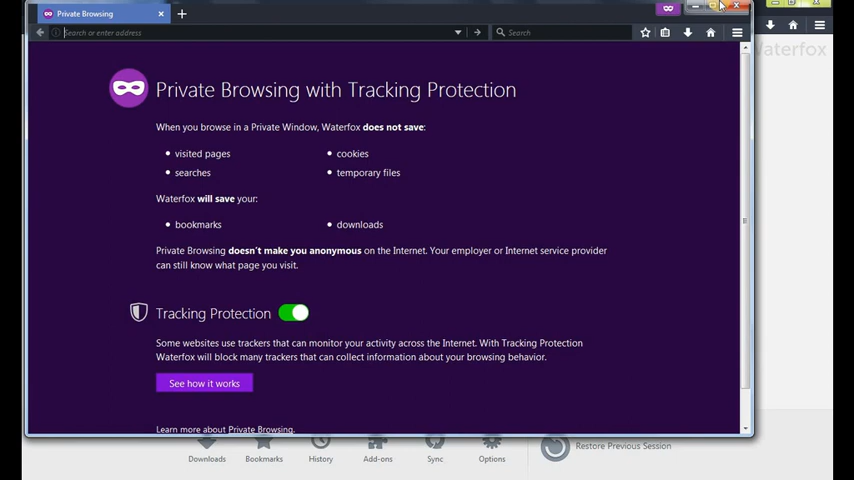 Private Browsing
Search or enter address
Search
Waterfox
Private Browsing with Tracking Protection
When you browse in a Private Window, Waterfox does not save:
visited pages
cookies
searches
temporary files
Waterfox will save your:
bookmarks
downloads
Private Browsing doesn't make you anonymous on the Internet. Your employer or Internet service provider
can still know what page you visit.
Tracking Protection
Some websites use trackers that can monitor your activity across the Internet. With Tracking Protection
Waterfox will block many trackers that can collect information about your browsing behavior.
See how it works
Learn more about Private Browsing.
Downloads
Bookmarks
History
Add-ons
Sync
Options
Restore Previous Session